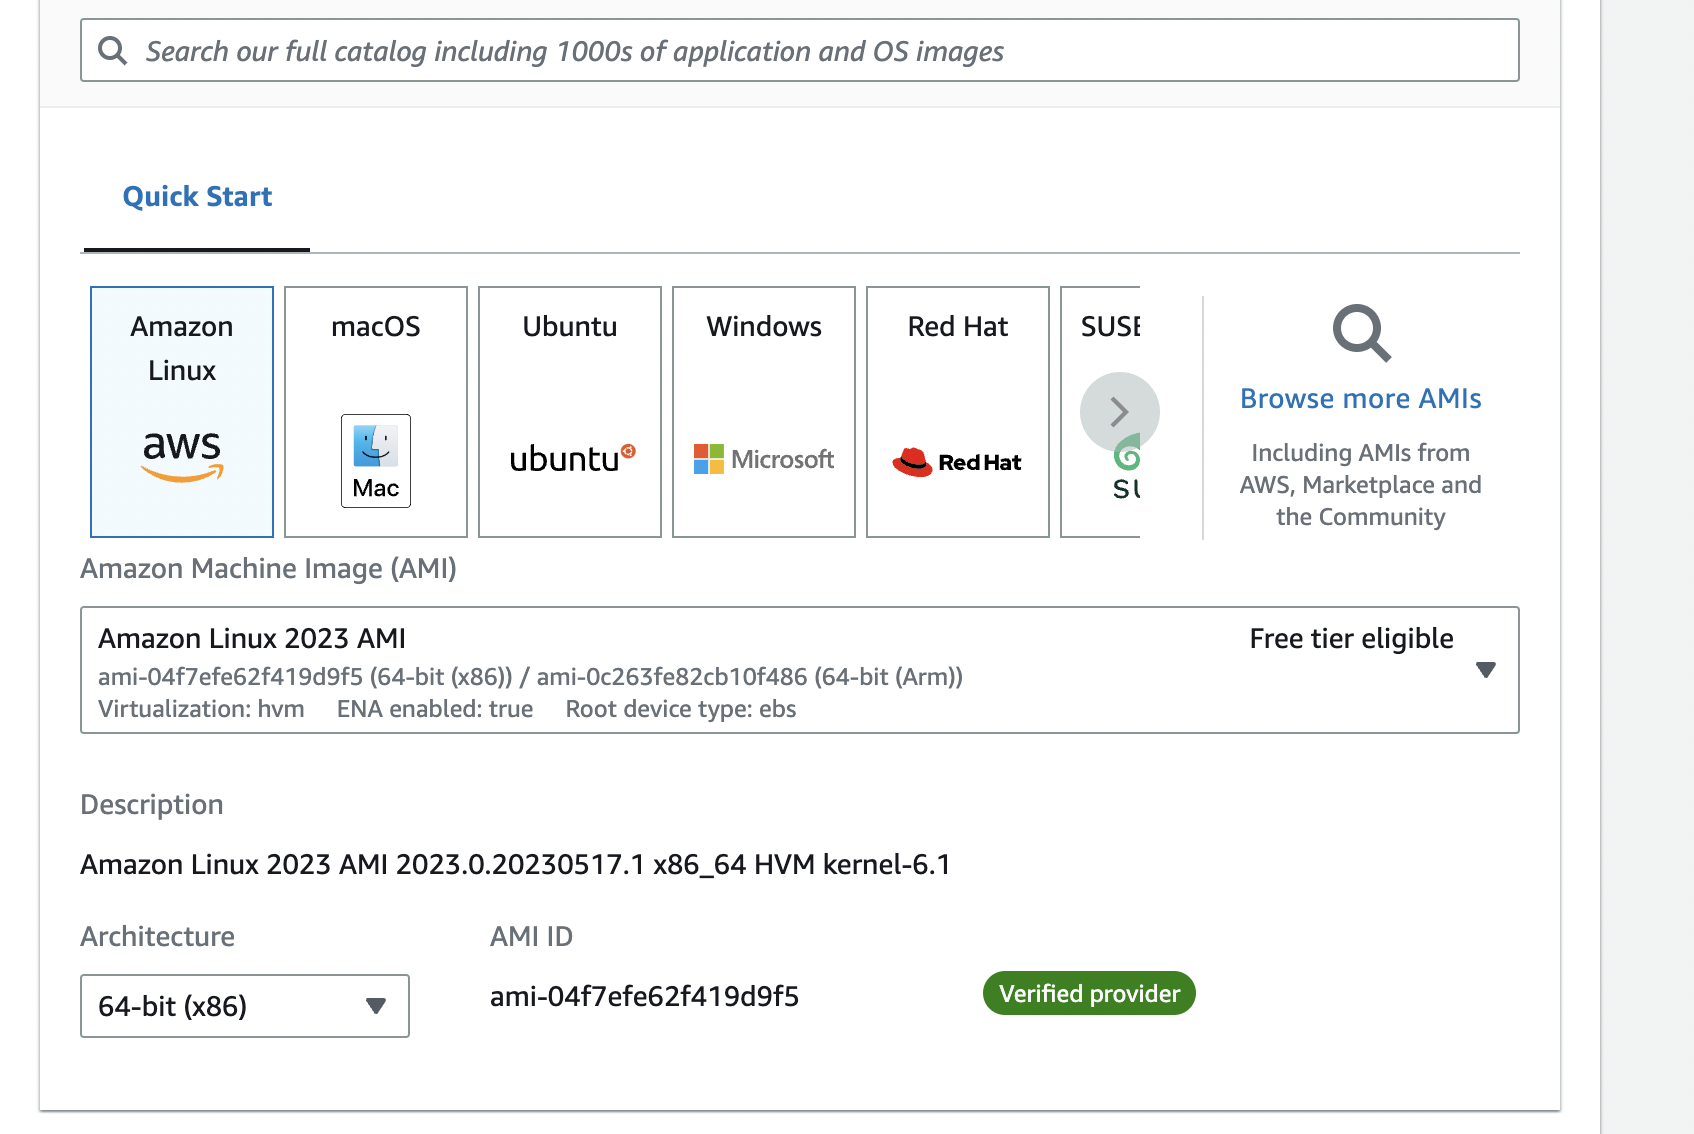 Search our full catalog including 1000s of application and OS images
Quick Start
Amazon
Linux
aws
macOS
Mac
Ubuntu
ubuntu
Windows
Microsoft
Red Hat
Red Hat
SUSE
SU
Browse more AMIs
Including AMIs from
AWS, Marketplace and
the Community
Amazon Machine Image (AMI)
Amazon Linux 2023 AMI
Free tier eligible
ami-04f7efe62f419d9f5 (64-bit (x86)) / ami-0c263fe82cb10f486 (64-bit (Arm))
Virtualization: hvm ENA enabled: true Root device type: ebs
Description
Amazon Linux 2023 AMI 2023.0.20230517.1 x86_64 HVM kernel-6.1
Architecture
AMI ID
64-bit (x86)
ami-04f7efe62f419d9f5
Verified provider